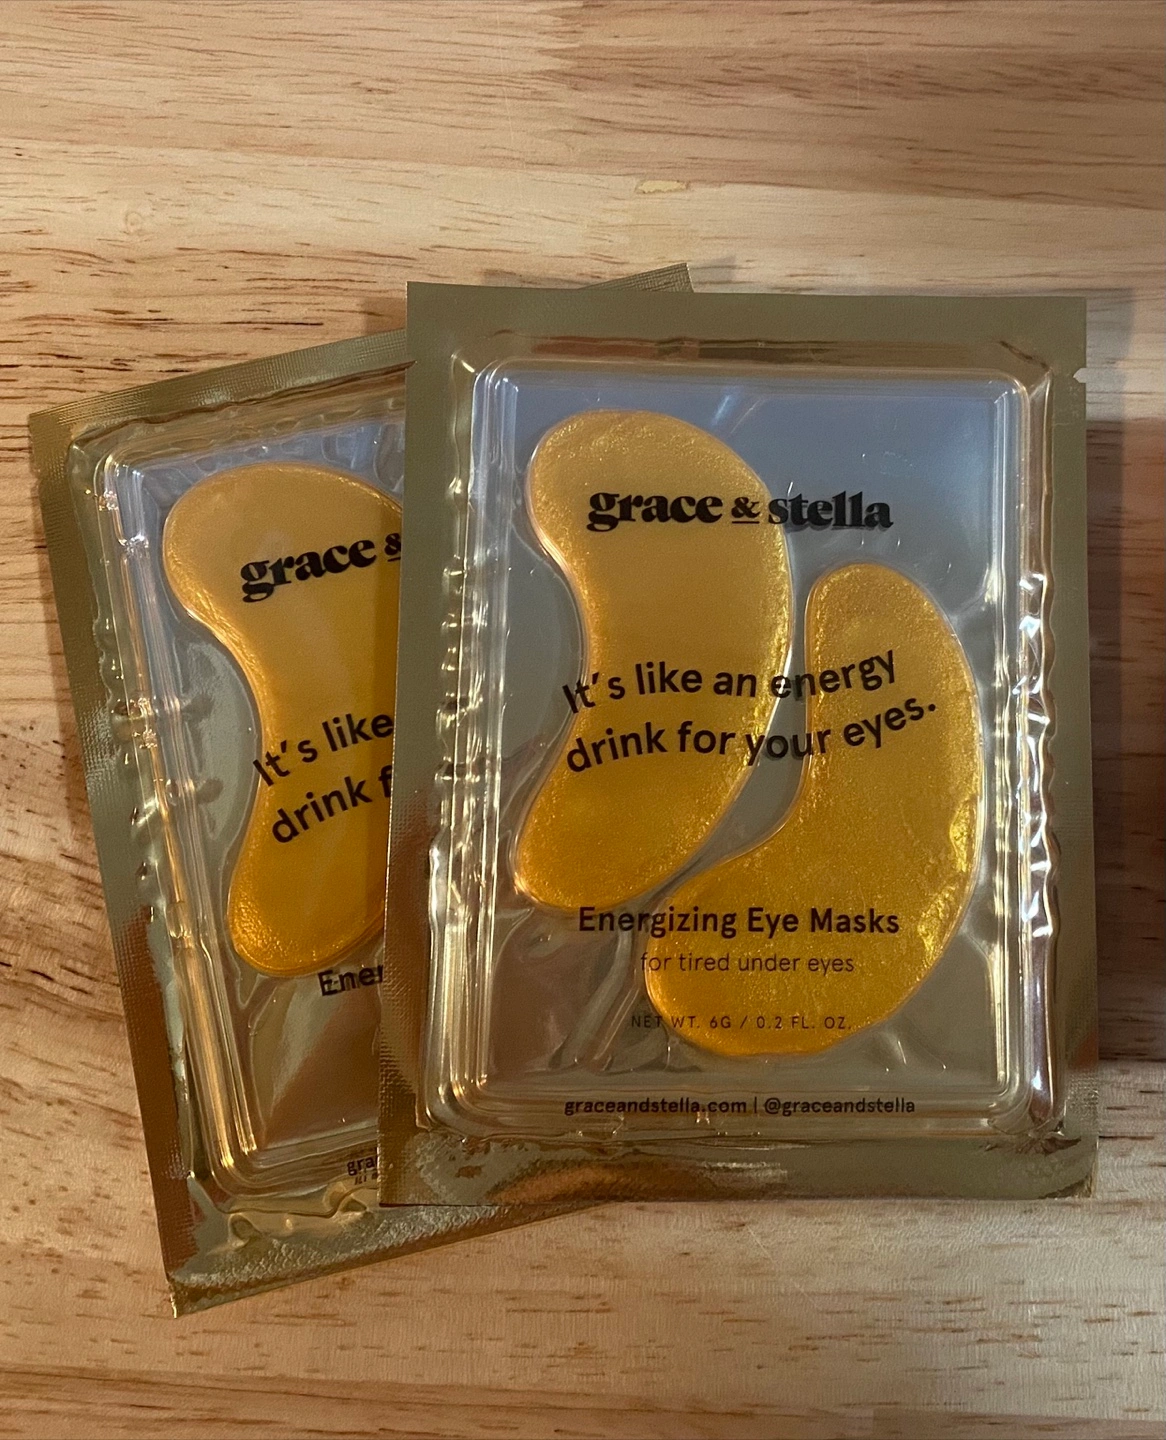 grace &
It's like
drink f
Ener
gra
grace & stella
It's like an energy
drink for your eyes.
Energizing Eye Masks
for tired under eyes
NET WT. 6G / 0.2 FL. OZ.
graceandstella.com | @graceandstella